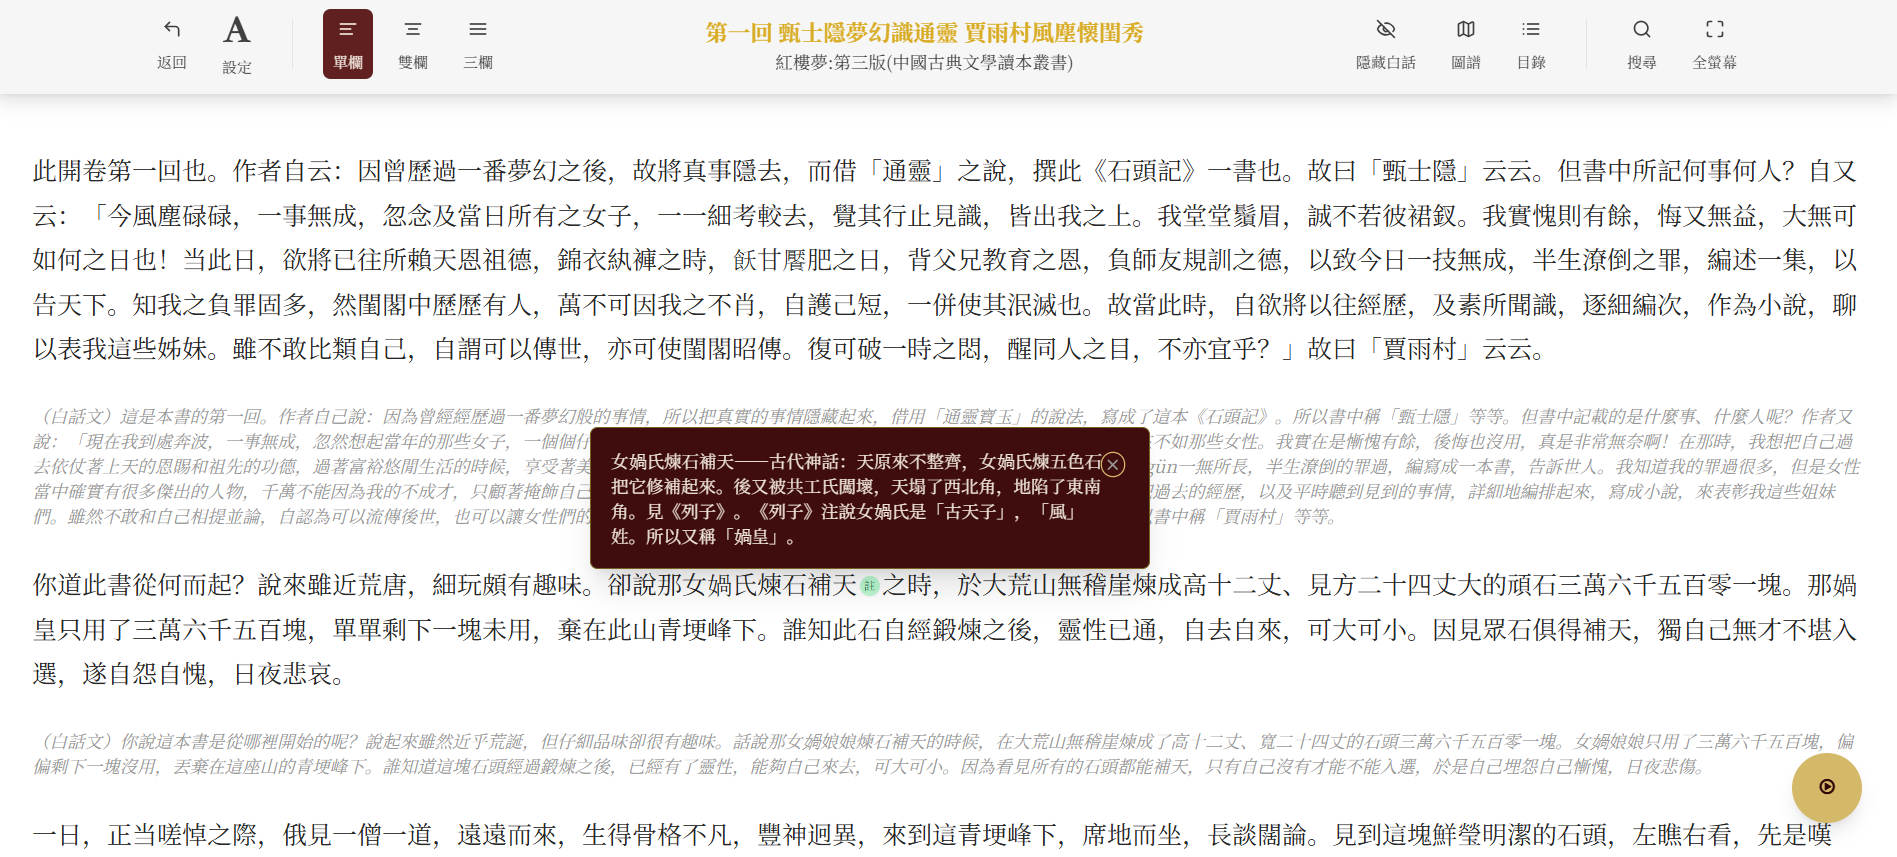 返回
設定
單欄
雙欄
三欄
第一回 甄士隱夢幻識通靈 賈雨村風塵懷閨秀
紅樓夢:第三版(中國古典文學讀本叢書)
隱藏白話
圖譜
目錄
搜尋
全螢幕
此開卷第一回也。作者自云：因曾歷過一番夢幻之後，故將真事隱去，而借「通靈」之說，撰此《石頭記》一書也。故曰「甄士隱」云云。但書中所記何事何人？自又
云：「今風塵碌碌，一事無成，忽念及當日所有之女子，一一細考較去，覺其行止見識，皆出我之上。我堂堂鬚眉，誠不若彼裙釵。我實愧則有餘，悔又無益，大無可
如何之日也！当此日，欲將已往所賴天恩祖德，錦衣紈褲之時，飫甘饜肥之日，背父兄教育之恩，負師友規訓之德，以致今日一技無成，半生潦倒之罪，編述一集，以
告天下。知我之負罪固多，然閨閣中歷歷有人，萬不可因我之不肖，自護己短，一併使其泯滅也。故當此時，自欲將以往經歷，及素所聞識，逐細編次，作為小說，聊
以表我這些姊妹。雖不敢比類自己，自謂可以傳世，亦可使閨閣昭傳。復可破一時之悶，醒同人之目，不亦宜乎？」故曰「賈雨村」云云。
（白話文）這是本書的第一回。作者自己說：因為曾經經歷過一番夢幻般的事情，所以把真實的事情隱藏起來，借用「通靈寶玉」的說法，寫成了這本《石頭記》。所以書中稱「甄士隱」等等。但書中記載的是什麼事、什麼人呢？作者又
說：「現在我到處奔波，一事無成，忽然想起當年的那些女子，一個個仔 不如那些女性。我實在是慚愧有餘，後悔也沒用，真是非常無奈啊！在那時，我想把自己過
去依仗著上天的恩賜和祖先的功德，過著富裕悠閒生活的時候，享受著美 gün一無所長，半生潦倒的罪過，編寫成一本書，告訴世人。我知道我的罪過很多，但是女性
當中確實有很多傑出的人物，千萬不能因為我的不成才，只顧著掩飾自己 過去的經歷，以及平時聽到見到的事情，詳細地編排起來，寫成小說，來表彰我這些姐妹
們。雖然不敢和自己相提並論，自認為可以流傳後世，也可以讓女性們的 書中稱「賈雨村」等等。
女媧氏煉石補天——古代神話：天原來不整齊，女媧氏煉五色石
把它修補起來。後又被共工氏闖壞，天塌了西北角，地陷了東南
角。見《列子》。《列子》注說女媧氏是「古天子」，「風」
姓。所以又稱「媧皇」。
你道此書從何而起？說來雖近荒唐，細玩頗有趣味。卻說那女媧氏煉石補天註之時，於大荒山無稽崖煉成高十二丈、見方二十四丈大的頑石三萬六千五百零一塊。那媧
皇只用了三萬六千五百塊，單單剩下一塊未用，棄在此山青埂峰下。誰知此石自經鍛煉之後，靈性已通，自去自來，可大可小。因見眾石俱得補天，獨自己無才不堪入
選，遂自怨自愧，日夜悲哀。
（白話文）你說這本書是從哪裡開始的呢？說起來雖然近乎荒誕，但仔細品味卻很有趣味。話說那女媧娘娘煉石補天的時候，在大荒山無稽崖煉成了高十二丈、寬二十四丈的石頭三萬六千五百零一塊。女媧娘娘只用了三萬六千五百塊，偏
偏剩下一塊沒用，丟棄在這座山的青埂峰下。誰知道這塊石頭經過鍛煉之後，已經有了靈性，能夠自己來去，可大可小。因為看見所有的石頭都能補天，只有自己沒有才能不能入選，於是自己埋怨自己慚愧，日夜悲傷。
一日，正当嗟悼之際，俄見一僧一道，遠遠而來，生得骨格不凡，豐神迥異，來到這青埂峰下，席地而坐，長談闊論。見到這塊鮮瑩明潔的石頭，左瞧右看，先是嘆